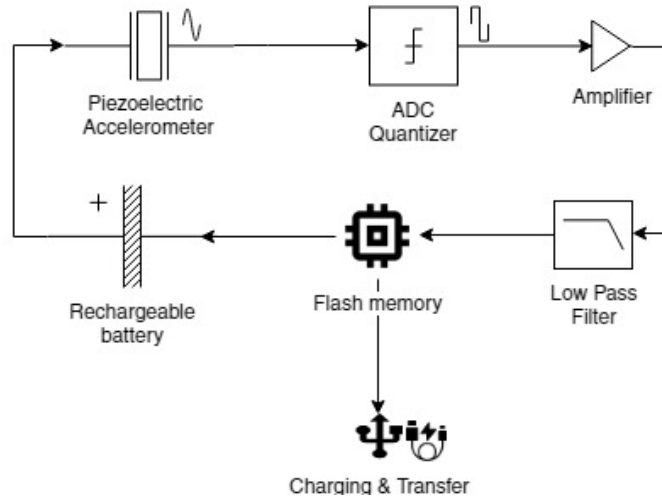 Piezoelectric
Accelerometer
ADC
Quantizer
Amplifier
+
Rechargeable
battery
Flash memory
Low Pass
Filter
Charging & Transfer